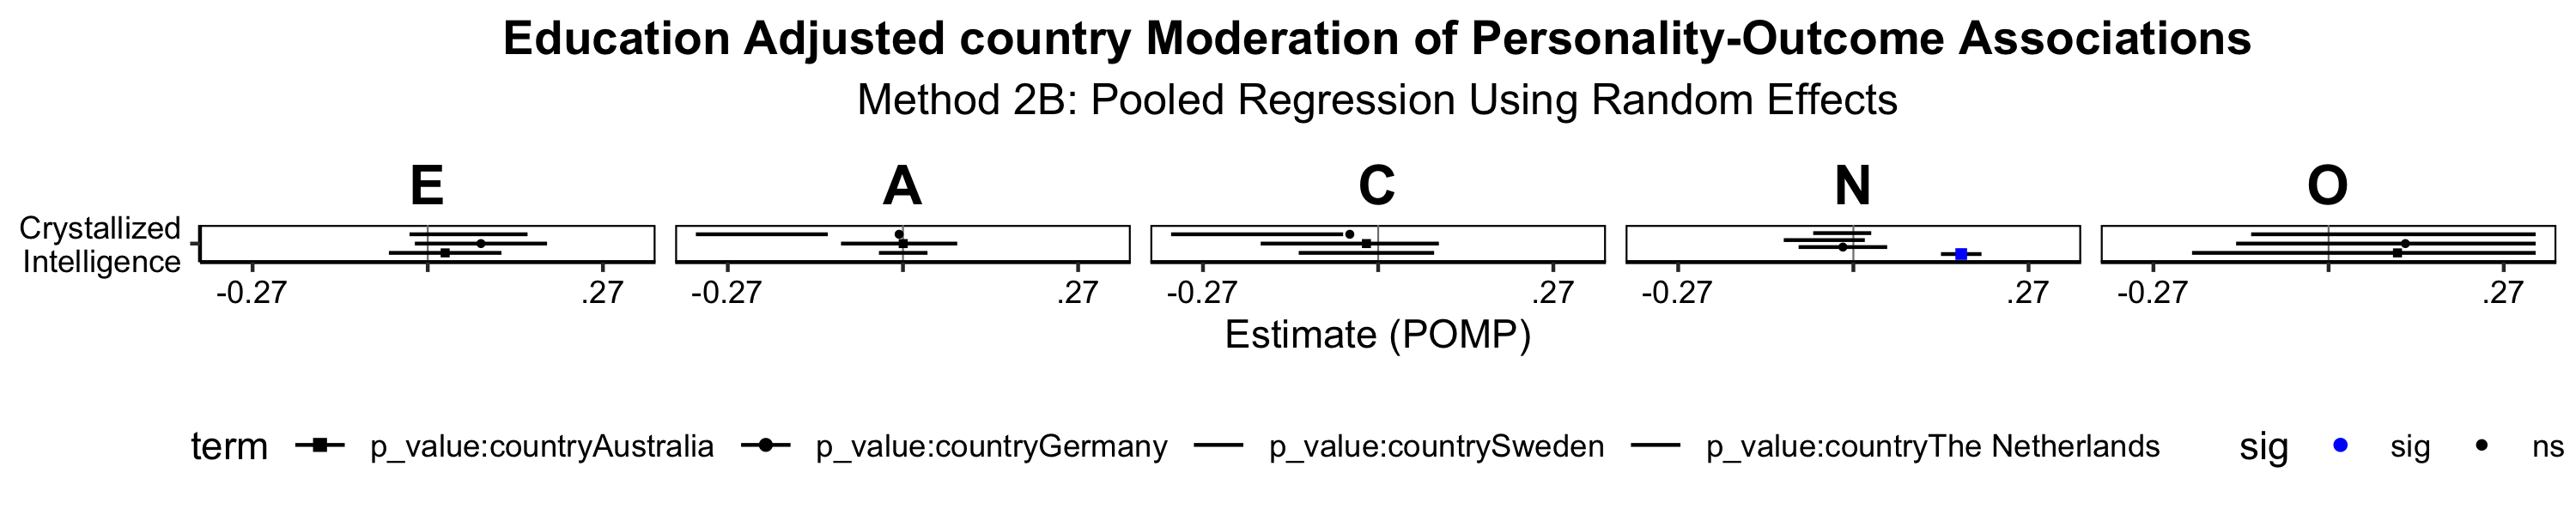 Education Adjusted country Moderation of Personality-Outcome Associations
Method 2B: Pooled Regression Using Random Effects
E A C N O
Crystallized
Intelligence
-0.27 .27 -0.27 .27 -0.27 .27 -0.27 .27 -0.27 .27
Estimate (POMP)
term p_value:countryAustralia p_value:countryGermany p_value:countrySweden p_value:countryThe Netherlands sig sig ns